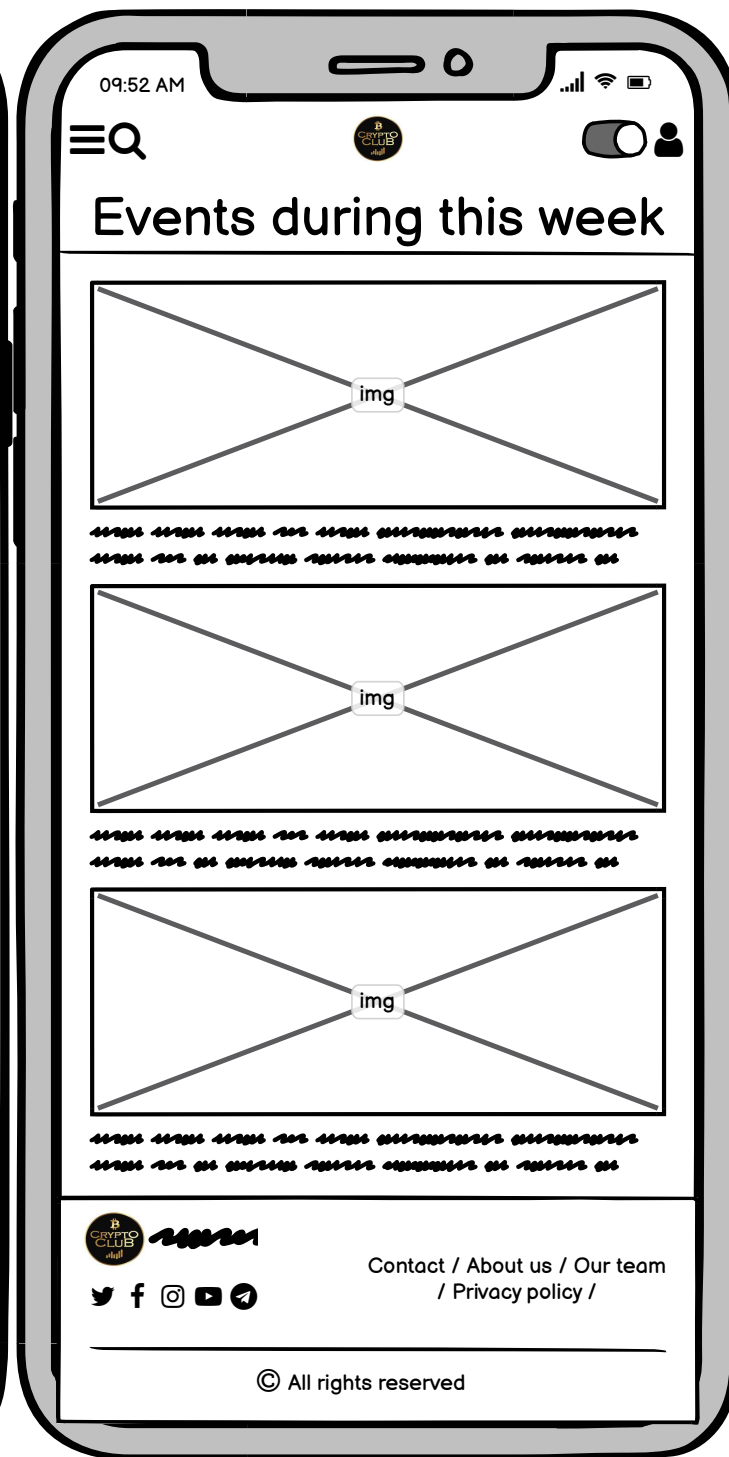 09:52 AM
CRYPTO
CLUB
Events during this week
img
img
img
CRYPTO
CLUB
Contact / About us / Our team
/ Privacy policy /
© All rights reserved